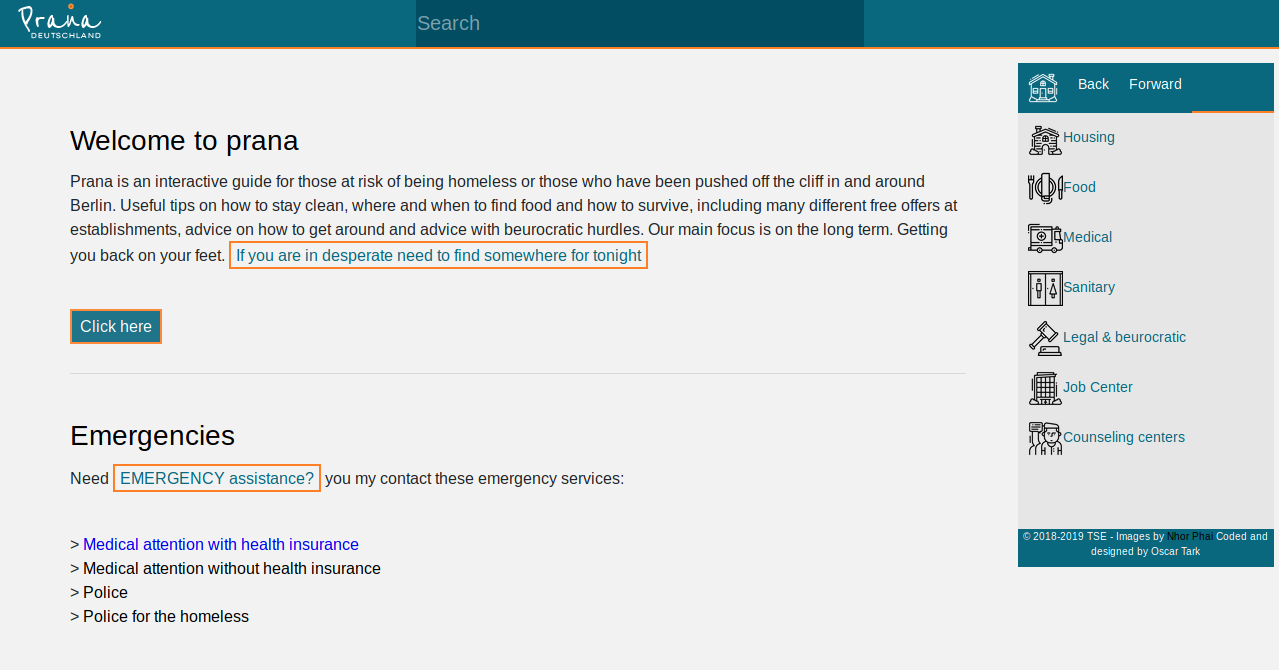 Prana
DEUTSCHLAND
Search
Back Forward
Welcome to prana
Prana is an interactive guide for those at risk of being homeless or those who have been pushed off the cliff in and around
Berlin. Useful tips on how to stay clean, where and when to find food and how to survive, including many different free offers at
establishments, advice on how to get around and advice with beurocratic hurdles. Our main focus is on the long term. Getting
you back on your feet. If you are in desperate need to find somewhere for tonight
Click here
Emergencies
Need EMERGENCY assistance? you my contact these emergency services:
> Medical attention with health insurance
> Medical attention without health insurance
> Police
> Police for the homeless
Housing
Food
Medical
Sanitary
Legal & beurocratic
Job Center
Counseling centers
© 2018-2019 TSE - Images by Nhor Phai Coded and
designed by Oscar Tark